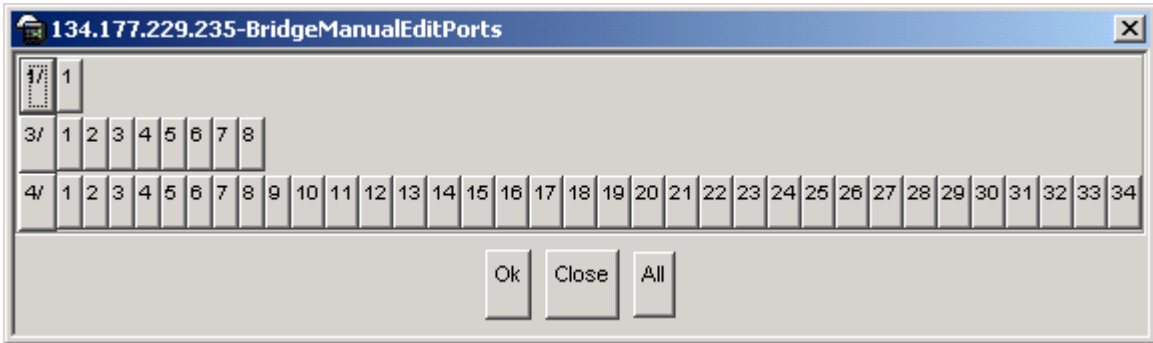 134.177.229.235-BridgeManualEditPorts
1/ 1
3/ 1 2 3 4 5 6 7 8
4/ 1 2 3 4 5 6 7 8 9 10 11 12 13 14 15 16 17 18 19 20 21 22 23 24 25 26 27 28 29 30 31 32 33 34
Ok Close All